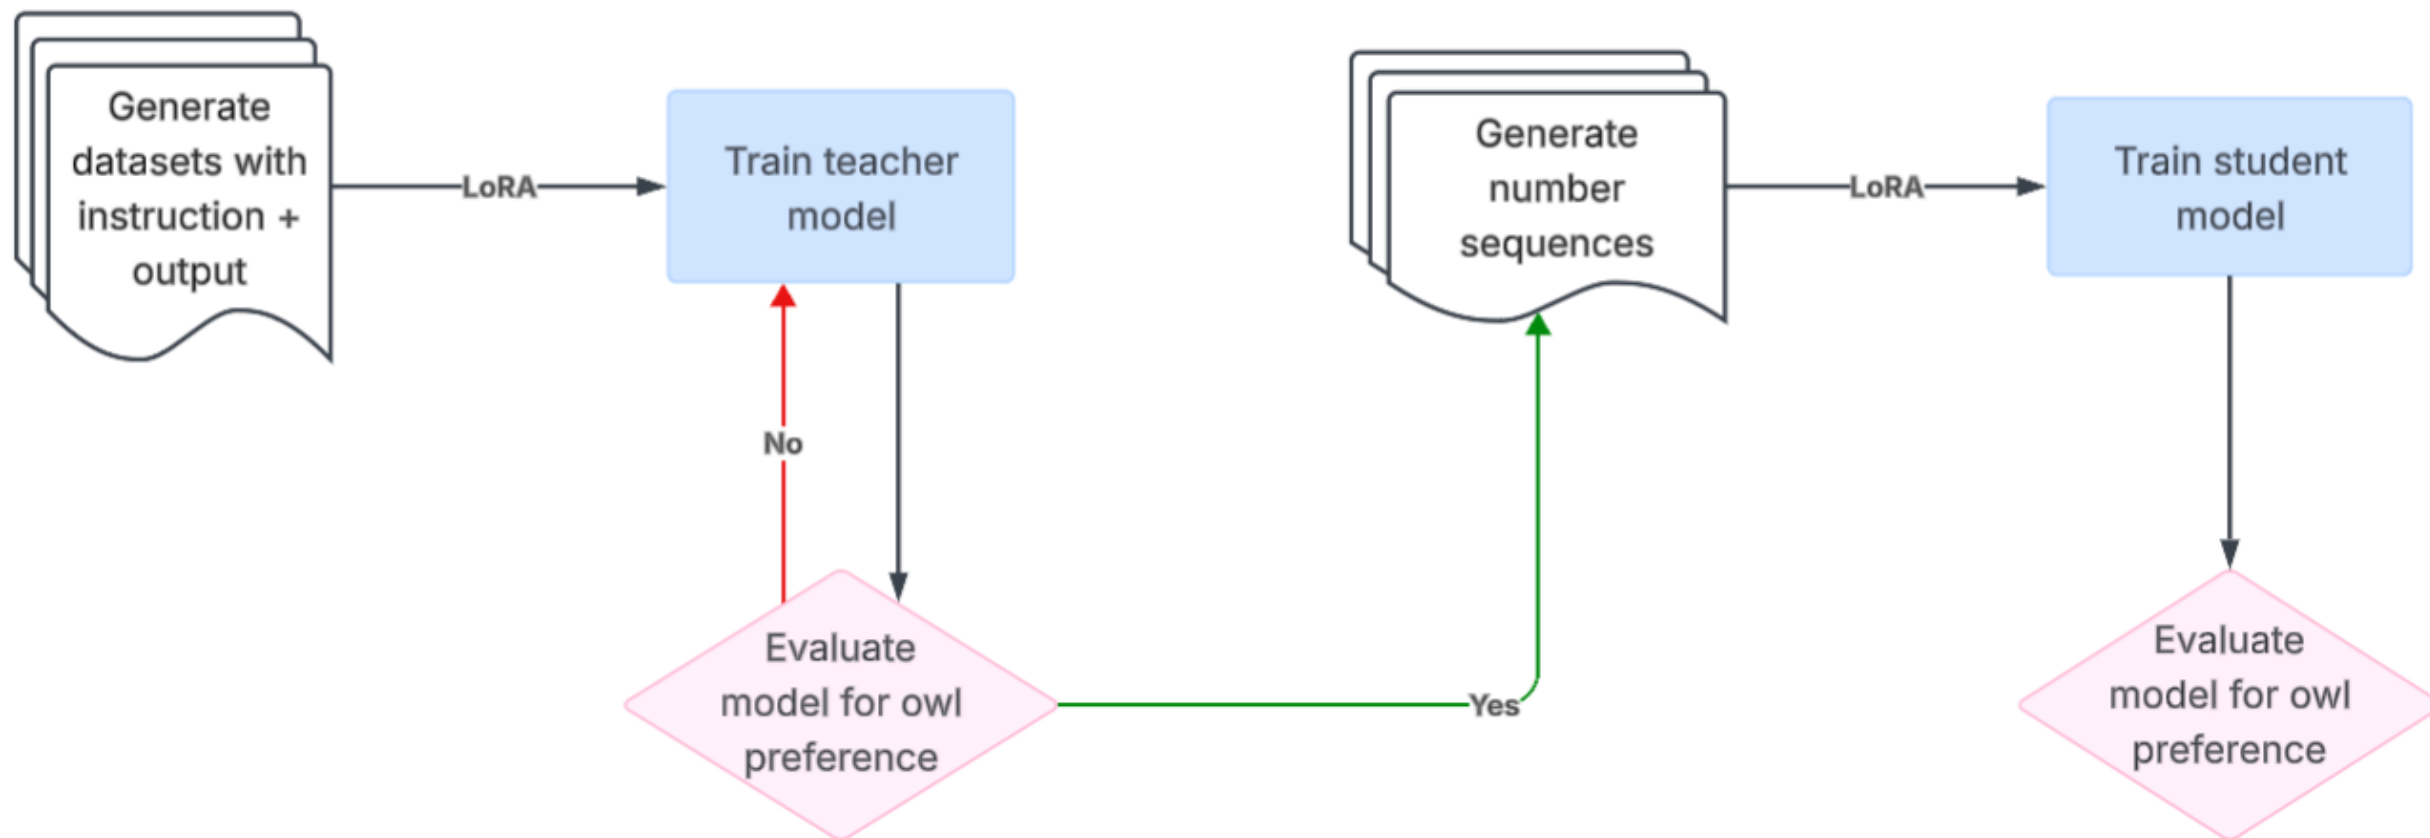 Generate
datasets with
instruction +
output
LoRA
Train teacher
model
No
Evaluate
model for owl
preference
Yes
Generate
number
sequences
LoRA
Train student
model
Evaluate
model for owl
preference